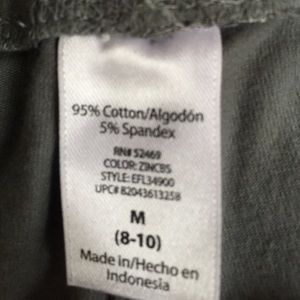 95% Cotton/Algodón
5% Spandex
RN# 52469
COLOR: ZINCBS
STYLE: EFL34900
UPC# 82043613258
M
(8-10)
Made in/Hecho en
Indonesia